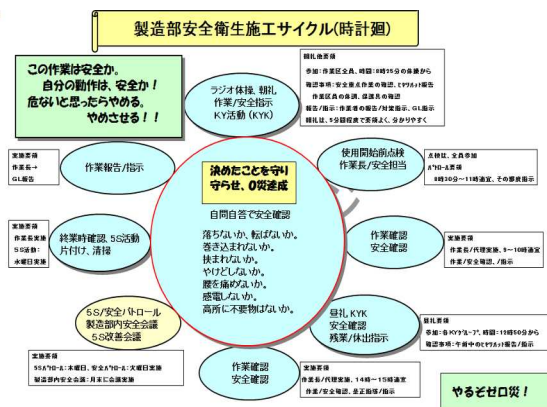 製造部安全衛生施工サイクル(時計廻)
この作業は安全か。
自分の動作は、安全か！
危ないと思ったらやめる。
やめさせる！！
ラジオ体操、朝礼
作業/安全指示
KY活動 (KYK)
朝礼他要領
参加：作業区全員、時間：8時25分の体操から
確認事項：安全重点作業の確認、ヒヤリハット報告
作業区員の体調、保護具の確認
報告/指示：作業者の報告/対策指示、GL指示
朝礼は、5分程度で要領よく、分かりやすく
使用開始前点検
作業長/安全担当
点検は、全員参加
パトロール要領
8時30分～11時適宜、その都度指示
作業確認
安全確認
実施要領
作業長/代理実施、9～10時適宜
作業/安全確認、/指示
昼礼 KYK
安全確認
残業/休出指示
昼礼要領
参加：各KYグループ、時間：12時50分から
確認事項：午前中のヒヤリハット報告/指示
作業確認
安全確認
実施要領
作業長/代理実施、14時～15時適宜
作業/安全確認、是正指導/指示
5S/安全パトロール
製造部内安全会議
5S改善会議
実施要領
5Sパトロール：木曜日、安全パトロール：火曜日実施
製造部内安全会議：月末に会議実施
終業時確認、5S活動
片付け、清掃
実施要領
作業長実施
5S活動：
水曜日実施
作業報告/指示
実施要領
作業長→
GL報告
決めたことを守り
守らせ、0災達成
自問自答で安全確認
落ちないか、転ばないか。
巻き込まれないか。
挟まれないか。
やけどしないか。
腰を痛めないか。
感電しないか。
高所に不要物はないか。
やるぞゼロ災！